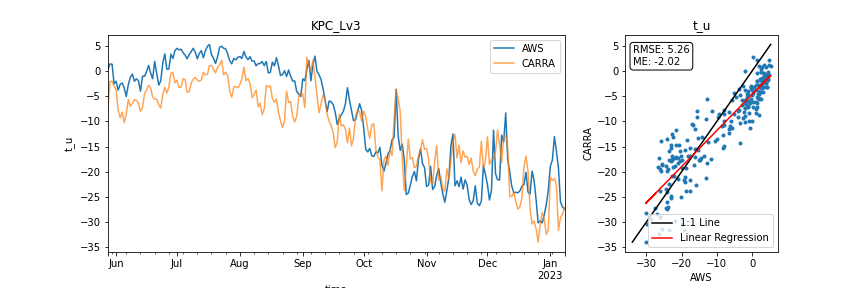 KPC_Lv3
t_u
5
0
−5
−10
−15
−20
−25
−30
−35
AWS
CARRA
t_u
Jun
Jul
Aug
Sep
Oct
Nov
Dec
Jan
2023
time
t_u
RMSE: 5.26
ME: -2.02
5
0
−5
−10
−15
−20
−25
−30
−35
CARRA
1:1 Line
Linear Regression
−30
−20
−10
0
AWS